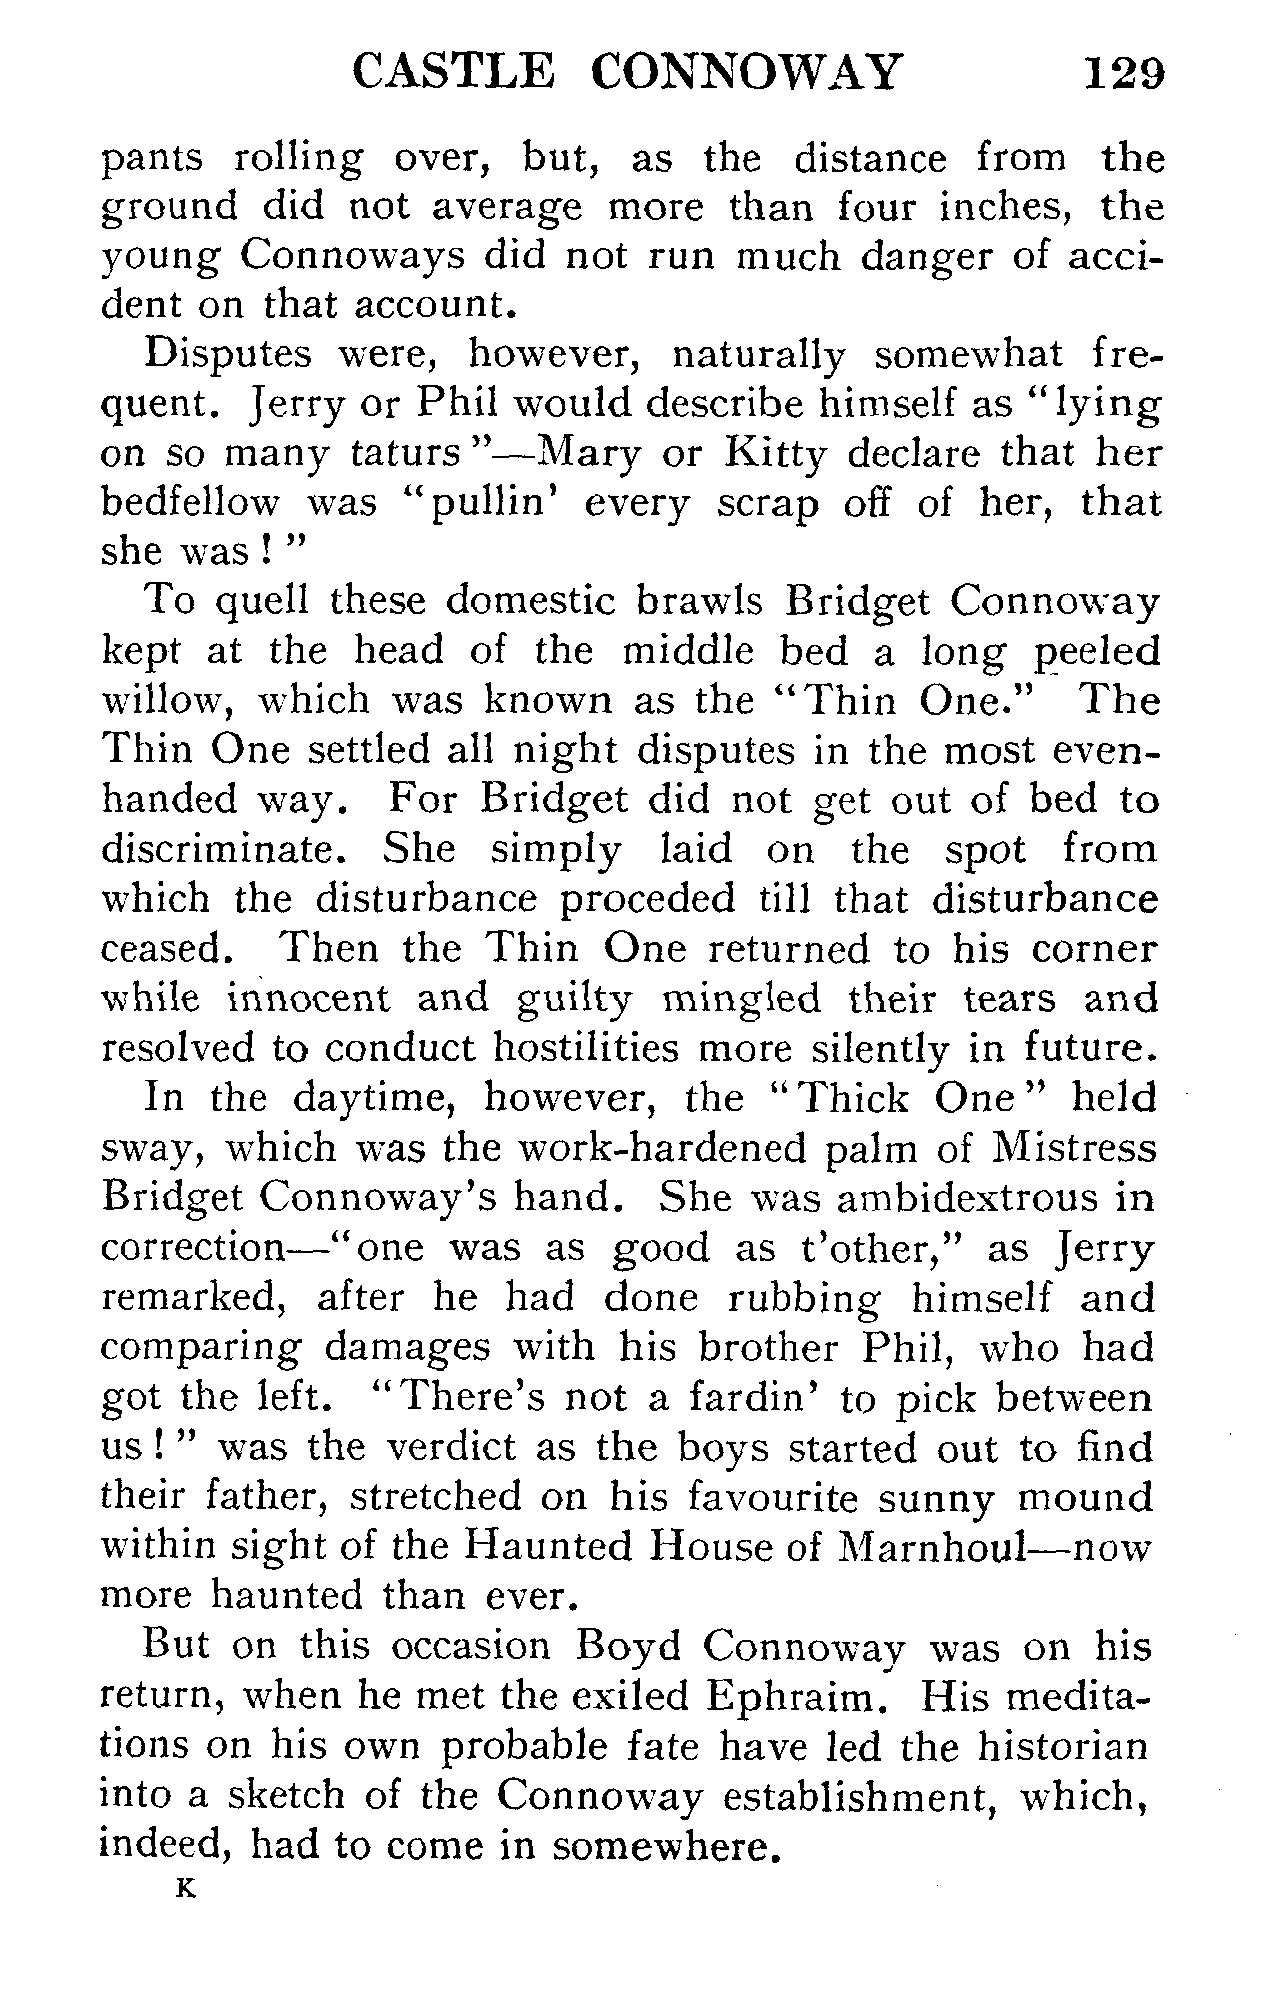 CASTLE CONNOWAY 129
pants rolling over, but, as the distance from the
ground did not average more than four inches, the
young Connoways did not run much danger of acci-
dent on that account.
Disputes were, however, naturally somewhat fre-
quent. Jerry or Phil would describe himself as “lying
on so many taturs”—Mary or Kitty declare that her
bedfellow was “pullin’ every scrap off of her, that
she was!”
To quell these domestic brawls Bridget Connoway
kept at the head of the middle bed a long peeled
willow, which was known as the “Thin One.” The
Thin One settled all night disputes in the most even-
handed way. For Bridget did not get out of bed to
discriminate. She simply laid on the spot from
which the disturbance proceded till that disturbance
ceased. Then the Thin One returned to his corner
while innocent and guilty mingled their tears and
resolved to conduct hostilities more silently in future.
In the daytime, however, the “Thick One” held
sway, which was the work-hardened palm of Mistress
Bridget Connoway’s hand. She was ambidextrous in
correction—“one was as good as t’other,” as Jerry
remarked, after he had done rubbing himself and
comparing damages with his brother Phil, who had
got the left. “There’s not a fardin’ to pick between
us!” was the verdict as the boys started out to find
their father, stretched on his favourite sunny mound
within sight of the Haunted House of Marnhoul—now
more haunted than ever.
But on this occasion Boyd Connoway was on his
return, when he met the exiled Ephraim. His medita-
tions on his own probable fate have led the historian
into a sketch of the Connoway establishment, which,
indeed, had to come in somewhere.
K